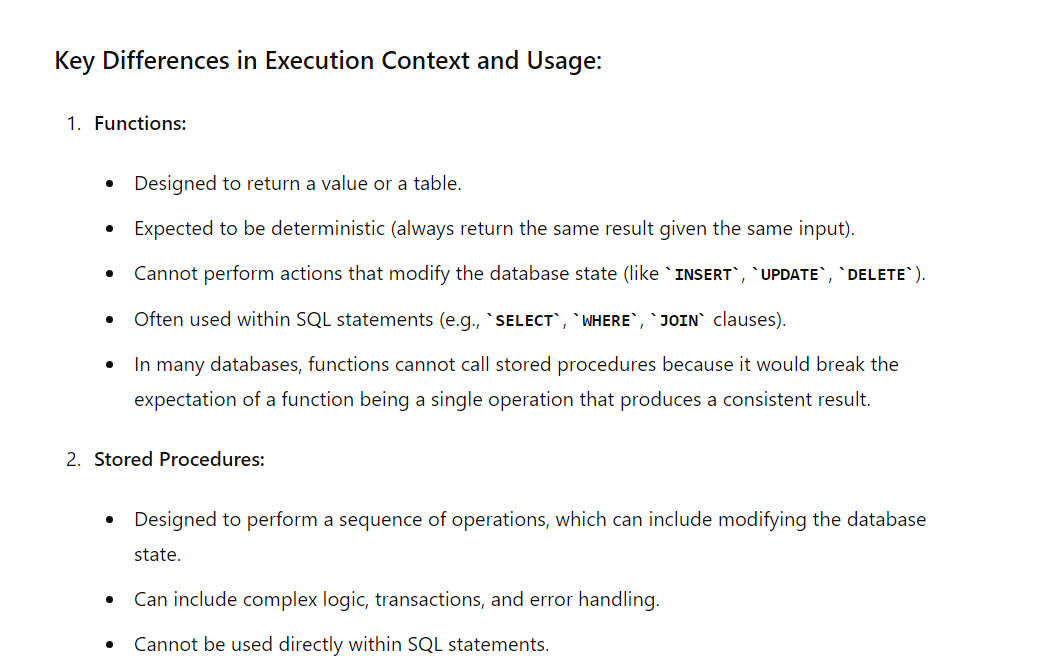 Key Differences in Execution Context and Usage:
1. Functions:
• Designed to return a value or a table.
• Expected to be deterministic (always return the same result given the same input).
• Cannot perform actions that modify the database state (like `INSERT`, `UPDATE`, `DELETE`).
• Often used within SQL statements (e.g., `SELECT`, `WHERE`, `JOIN` clauses).
• In many databases, functions cannot call stored procedures because it would break the
expectation of a function being a single operation that produces a consistent result.
2. Stored Procedures:
• Designed to perform a sequence of operations, which can include modifying the database
state.
• Can include complex logic, transactions, and error handling.
• Cannot be used directly within SQL statements.